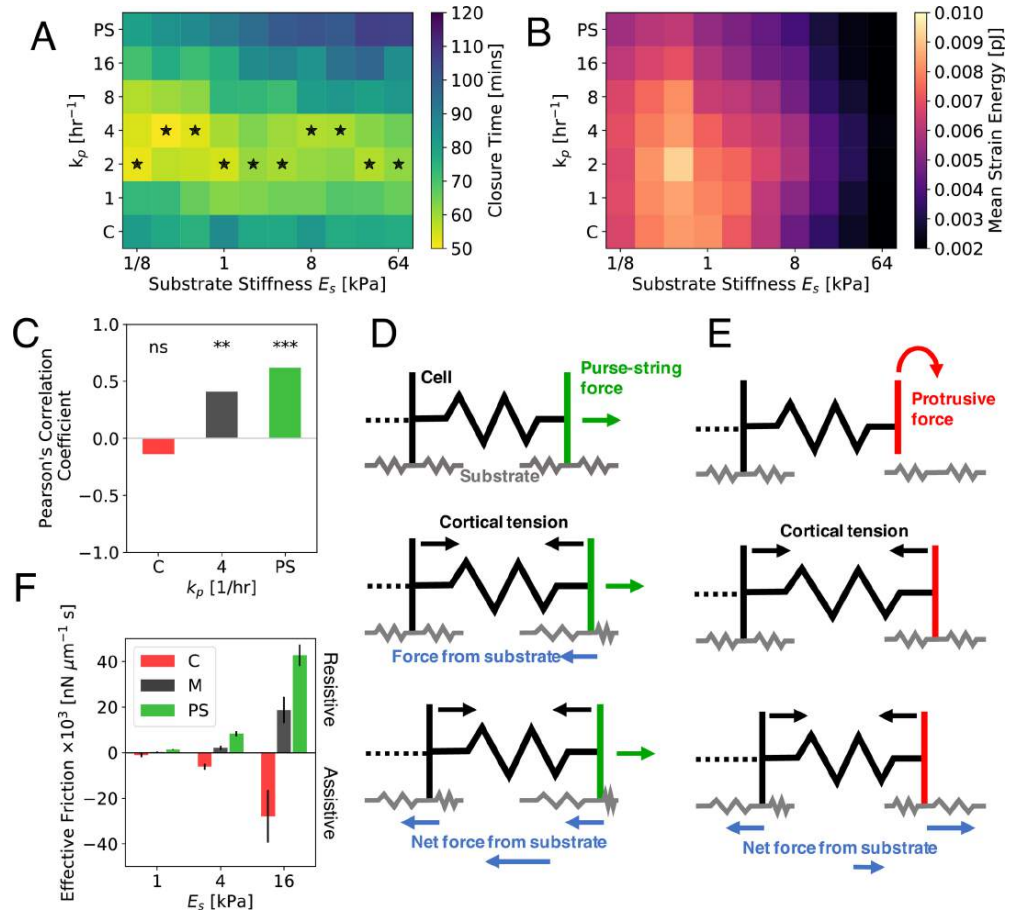 A
PS
16
8
4
2
1
C
k_p [hr⁻¹]
1/8
1
8
64
Substrate Stiffness E_s [kPa]
120
110
100
90
80
70
60
50
Closure Time [mins]
B
PS
16
8
4
2
1
C
k_p [hr⁻¹]
1/8
1
8
64
Substrate Stiffness E_s [kPa]
0.010
0.009
0.008
0.007
0.006
0.005
0.004
0.003
0.002
Mean Strain Energy [pJ]
C
Pearson's Correlation
Coefficient
1.0
0.5
0.0
−0.5
−1.0
ns
**
***
C
4
PS
k_p [1/hr]
D
Cell
Purse-string
force
Substrate
Cortical tension
Force from substrate
Net force from substrate
E
Protrusive
force
Cortical tension
Net force from substrate
F
Effective Friction ×10³ [nN μm⁻¹ s]
40
20
0
−20
−40
C
M
PS
Resistive
Assistive
1
4
16
E_s [kPa]